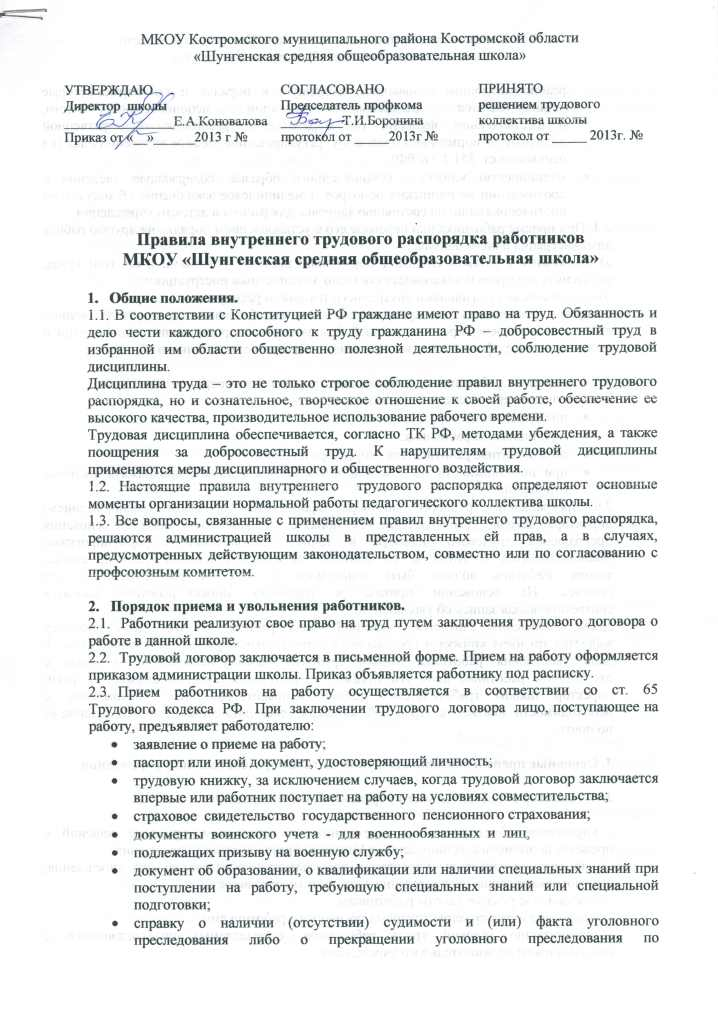 МКОУ Костромского муниципального района Костромской области
«Шунгенская средняя общеобразовательная школа»
УТВЕРЖДАЮ СОГЛАСОВАНО ПРИНЯТО
Директор школы Председатель профкома решением трудового
________________Е.А.Коновалова _________Т.И.Боронина коллектива школы
Приказ от «__»______2013 г № протокол от _____2013г № протокол от _____ 2013г. №
Правила внутреннего трудового распорядка работников
МКОУ «Шунгенская средняя общеобразовательная школа»
1. Общие положения.
1.1. В соответствии с Конституцией РФ граждане имеют право на труд. Обязанность и
дело чести каждого способного к труду гражданина РФ – добросовестный труд в
избранной им области общественно полезной деятельности, соблюдение трудовой
дисциплины.
Дисциплина труда – это не только строгое соблюдение правил внутреннего трудового
распорядка, но и сознательное, творческое отношение к своей работе, обеспечение ее
высокого качества, производительное использование рабочего времени.
Трудовая дисциплина обеспечивается, согласно ТК РФ, методами убеждения, а также
поощрения за добросовестный труд. К нарушителям трудовой дисциплины
применяются меры дисциплинарного и общественного воздействия.
1.2. Настоящие правила внутреннего трудового распорядка определяют основные
моменты организации нормальной работы педагогического коллектива школы.
1.3. Все вопросы, связанные с применением правил внутреннего трудового распорядка,
решаются администрацией школы в представленных ей прав, а в случаях,
предусмотренных действующим законодательством, совместно или по согласованию с
профсоюзным комитетом.
2. Порядок приема и увольнения работников.
2.1. Работники реализуют свое право на труд путем заключения трудового договора о
работе в данной школе.
2.2. Трудовой договор заключается в письменной форме. Прием на работу оформляется
приказом администрации школы. Приказ объявляется работнику под расписку.
2.3. Прием работников на работу осуществляется в соответствии со ст. 65
Трудового кодекса РФ. При заключении трудового договора лицо, поступающее на
работу, предъявляет работодателю:
• заявление о приеме на работу;
• паспорт или иной документ, удостоверяющий личность;
• трудовую книжку, за исключением случаев, когда трудовой договор заключается
впервые или работник поступает на работу на условиях совместительства;
• страховое свидетельство государственного пенсионного страхования;
• документы воинского учета - для военнообязанных и лиц,
• подлежащих призыву на военную службу;
• документ об образовании, о квалификации или наличии специальных знаний при
поступлении на работу, требующую специальных знаний или специальной
подготовки;
• справку о наличии (отсутствии) судимости и (или) факта уголовного
преследования либо о прекращении уголовного преследования по